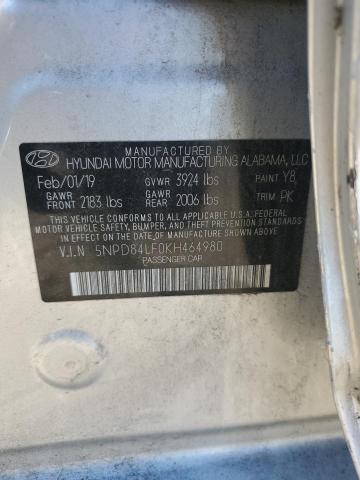 MANUFACTURED BY
HYUNDAI MOTOR MANUFACTURING ALABAMA, LLC
Feb/01/19 GVWR 3924 lbs PAINT Y8
GAWR FRONT 2183 lbs GAWR REAR 2006 lbs TRIM PK
THIS VEHICLE CONFORMS TO ALL APPLICABLE U.S.A. FEDERAL
MOTOR VEHICLE SAFETY, BUMPER, AND THEFT PREVENTION STANDARDS
IN EFFECT ON THE DATE OF MANUFACTURE SHOWN ABOVE.
V.I.N 5NPD84LF0KH464980
PASSENGER CAR